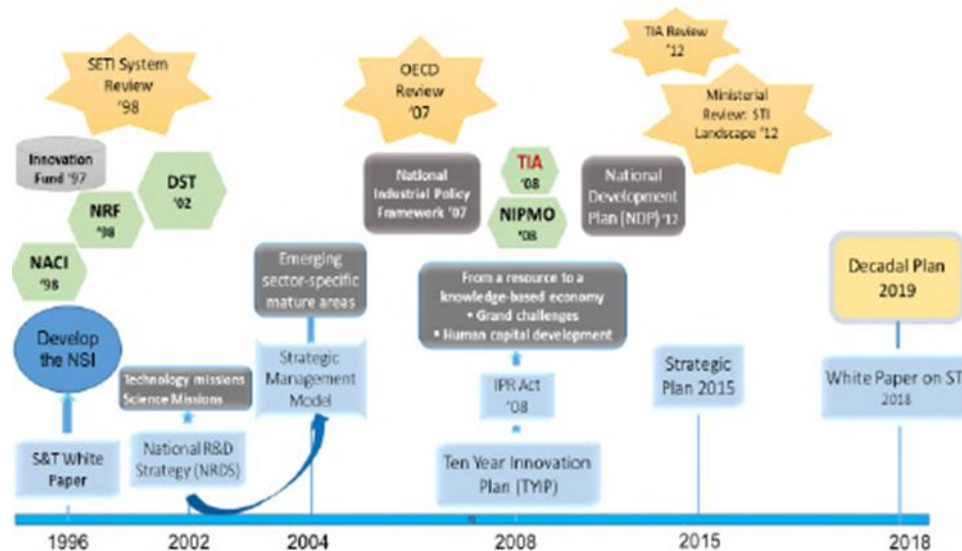 SETI System
Review
'98
OECD
Review
'07
TIA Review
'12
Ministerial
Review: STI
Landscape '12
Innovation
Fund '97
DST
'02
NRF
'98
NACI
'98
National
Industrial Policy
Framework '07
TIA
'08
NIPMO
'08
National
Development
Plan (NDP) '12
Emerging
sector-specific
mature areas
From a resource to a
knowledge-based economy
▪ Grand challenges
▪ Human capital development
Decadal Plan
2019
Develop
the NSI
Technology missions
Science Missions
Strategic
Management
Model
IPR Act
'08
Strategic
Plan 2015
White Paper on ST
2018
S&T White
Paper
National R&D
Strategy (NRDS)
Ten Year Innovation
Plan (TYIP)
1996
2002
2004
2008
2015
2018